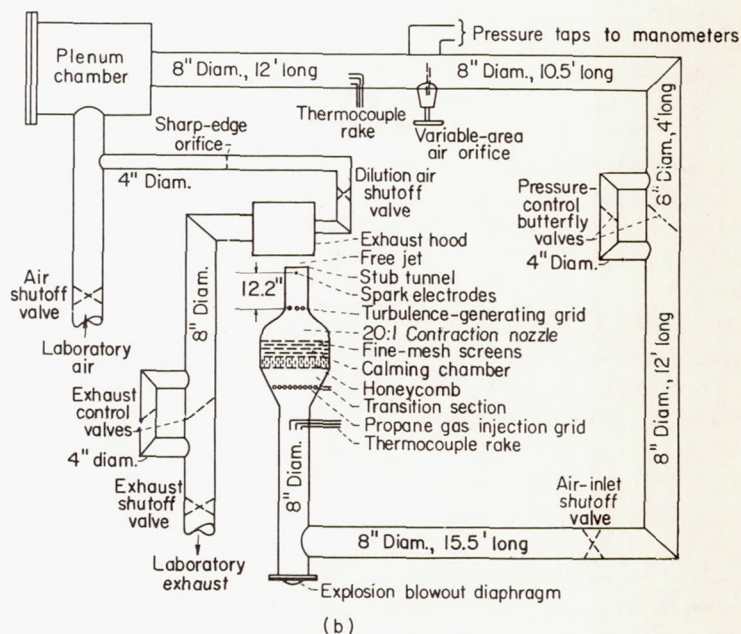 Pressure taps to manometers
Plenum
chamber
8" Diam., 12' long
8" Diam., 10.5' long
Thermocouple
rake
Variable-area
air orifice
8" Diam., 4' long
Sharp-edge
orifice
4" Diam.
Dilution air
shutoff
valve
Pressure-
control
butterfly
valves
4" Diam.
Exhaust hood
Free jet
Stub tunnel
Spark electrodes
Turbulence-generating grid
20:1 Contraction nozzle
Fine-mesh screens
Calming chamber
Honeycomb
Transition section
Propane gas injection grid
Thermocouple rake
12.2"
Air
shutoff
valve
Laboratory
air
8" Diam.
Exhaust
control
valves
4" diam.
Exhaust
shutoff
valve
Laboratory
exhaust
8" Diam.
8" Diam., 12' long
Air-inlet
shutoff
valve
8" Diam., 15.5' long
Explosion blowout diaphragm
(b)